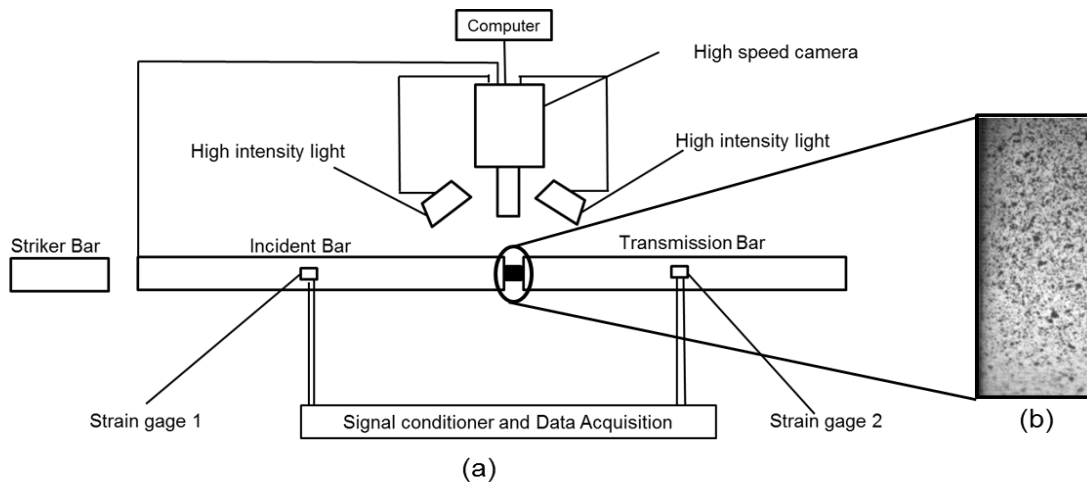 Computer
High speed camera
High intensity light
High intensity light
Striker Bar
Incident Bar
Transmission Bar
Strain gage 1
Signal conditioner and Data Acquisition
Strain gage 2
(b)
(a)